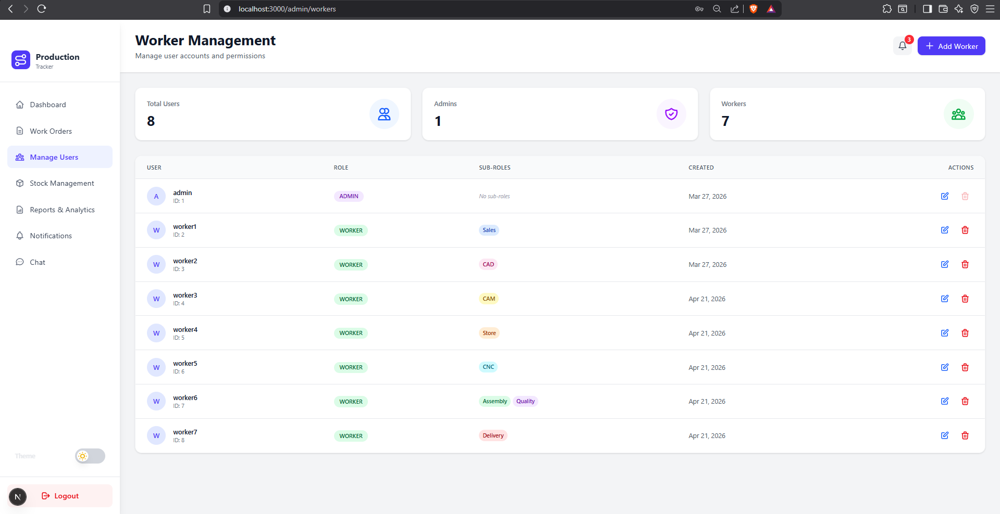 localhost:3000/admin/workers
Production
Tracker
Dashboard
Work Orders
Manage Users
Stock Management
Reports & Analytics
Notifications
Chat
Theme
N
Logout
Worker Management
Manage user accounts and permissions
3
Add Worker
Total Users
8
Admins
1
Workers
7
USER ROLE SUB-ROLES CREATED ACTIONS
A admin ADMIN No sub-roles Mar 27, 2026
ID: 1
W worker1 WORKER Sales Mar 27, 2026
ID: 2
W worker2 WORKER CAD Mar 27, 2026
ID: 3
W worker3 WORKER CAM Apr 21, 2026
ID: 4
W worker4 WORKER Store Apr 21, 2026
ID: 5
W worker5 WORKER CNC Apr 21, 2026
ID: 6
W worker6 WORKER Assembly Quality Apr 21, 2026
ID: 7
W worker7 WORKER Delivery Apr 21, 2026
ID: 8